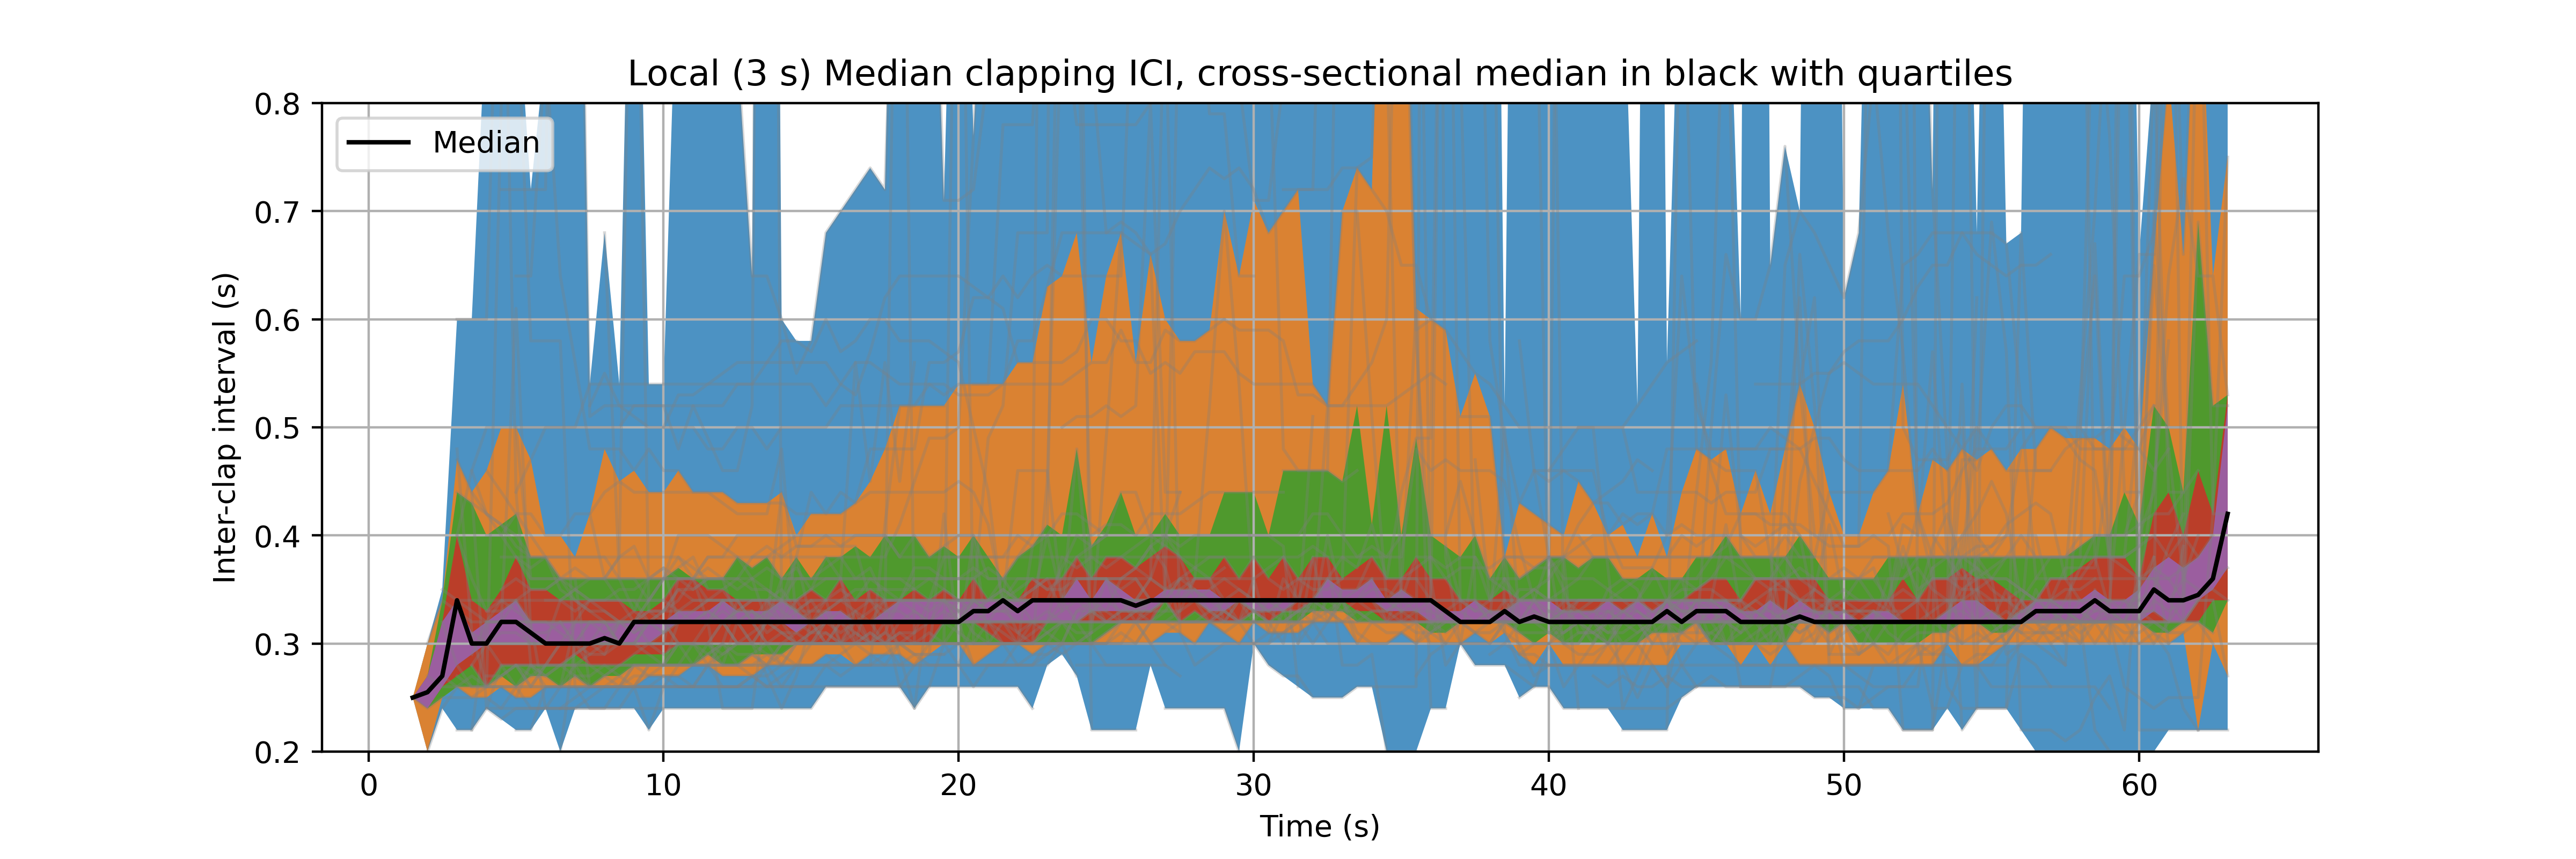 Local (3 s) Median clapping ICI, cross-sectional median in black with quartiles
0.8
0.7
0.6
0.5
0.4
0.3
0.2
Inter-clap interval (s)
Median
0 10 20 30 40 50 60
Time (s)